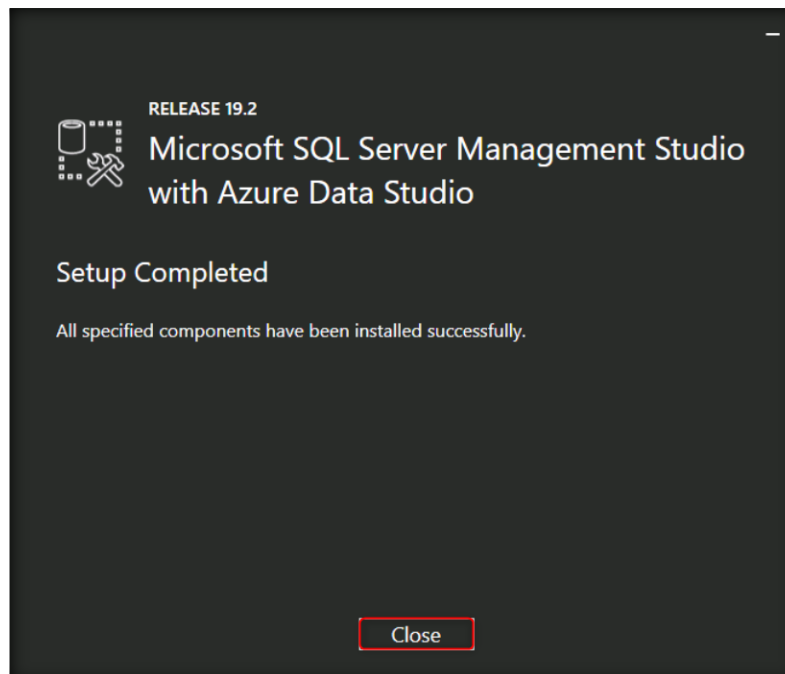 RELEASE 19.2
Microsoft SQL Server Management Studio
with Azure Data Studio
Setup Completed
All specified components have been installed successfully.
Close